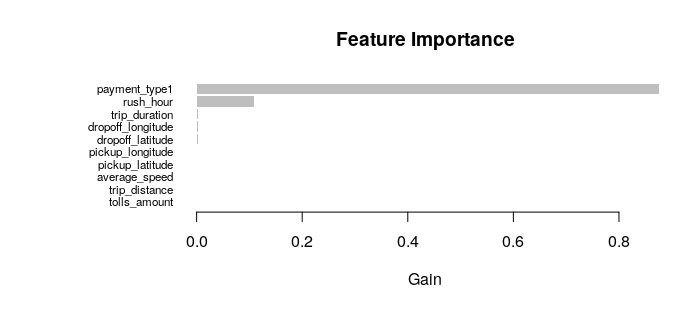 Feature Importance
payment_type1
rush_hour
trip_duration
dropoff_longitude
dropoff_latitude
pickup_longitude
pickup_latitude
average_speed
trip_distance
tolls_amount
0.0 0.2 0.4 0.6 0.8
Gain